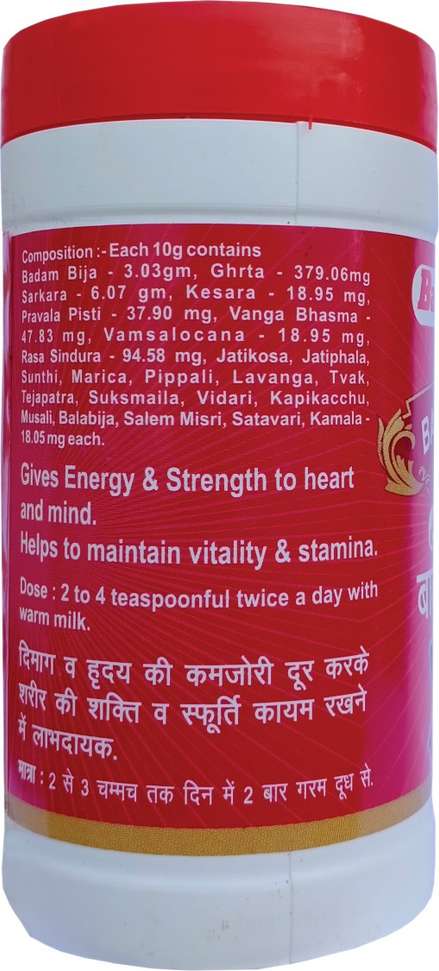 Composition :- Each 10g contains
Badam Bija - 3.03gm, Ghrta - 379.06mg
Sarkara - 6.07 gm, Kesara - 18.95 mg,
Pravala Pisti - 37.90 mg, Vanga Bhasma -
47.83 mg, Vamsalocana - 18.95 mg,
Rasa Sindura - 94.58 mg, Jatikosa, Jatiphala,
Sunthi, Marica, Pippali, Lavanga, Tvak,
Tejapatra, Suksmaila, Vidari, Kapikacchu,
Musali, Balabija, Salem Misri, Satavari, Kamala -
18.05 mg each.
Gives Energy & Strength to heart
and mind.
Helps to maintain vitality & stamina.
Dose : 2 to 4 teaspoonful twice a day with
warm milk.
दिमाग व हृदय की कमजोरी दूर करके
शरीर की शक्ति व स्फूर्ति कायम रखने
में लाभदायक.
मात्रा : 2 से 3 चम्मच तक दिन में 2 बार गरम दूध से.